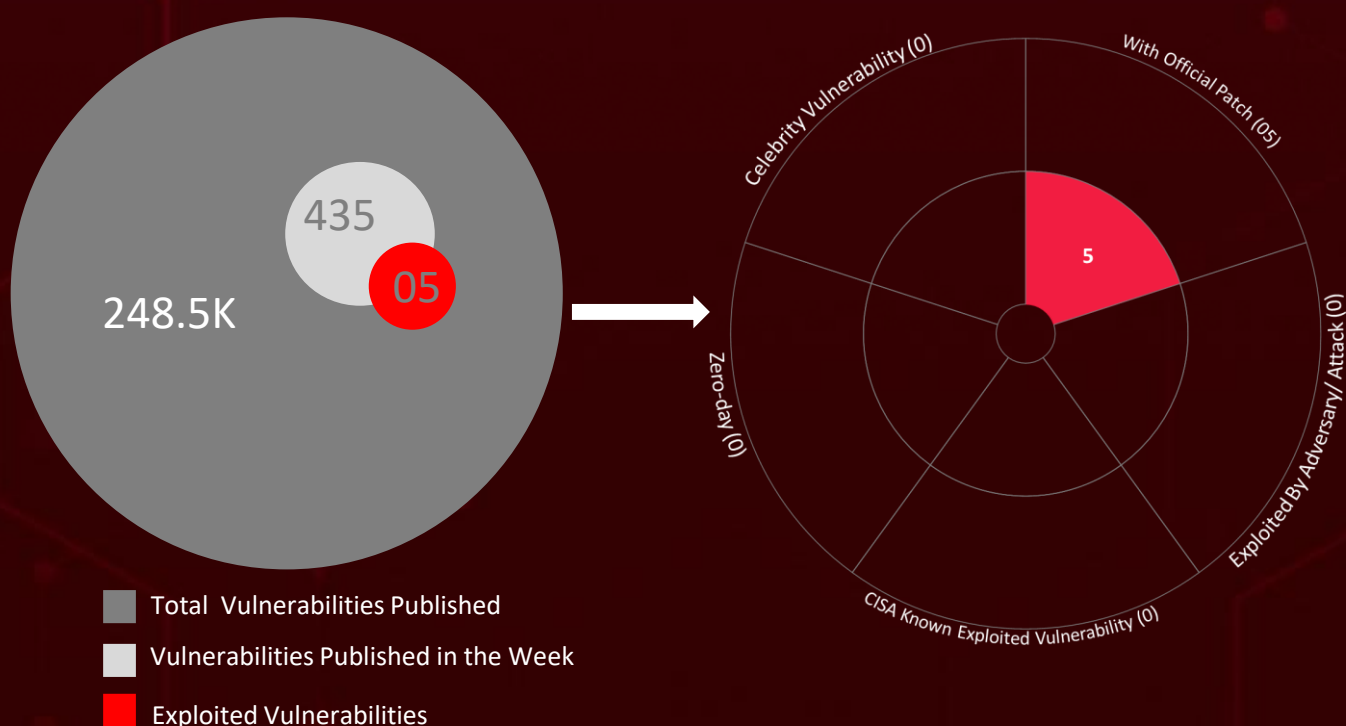 248.5K
435
05
Total Vulnerabilities Published
Vulnerabilities Published in the Week
Exploited Vulnerabilities
Celebrity Vulnerability (0)
With Official Patch (05)
5
Exploited By Adversary/ Attack (0)
CISA Known Exploited Vulnerability (0)
Zero-day (0)